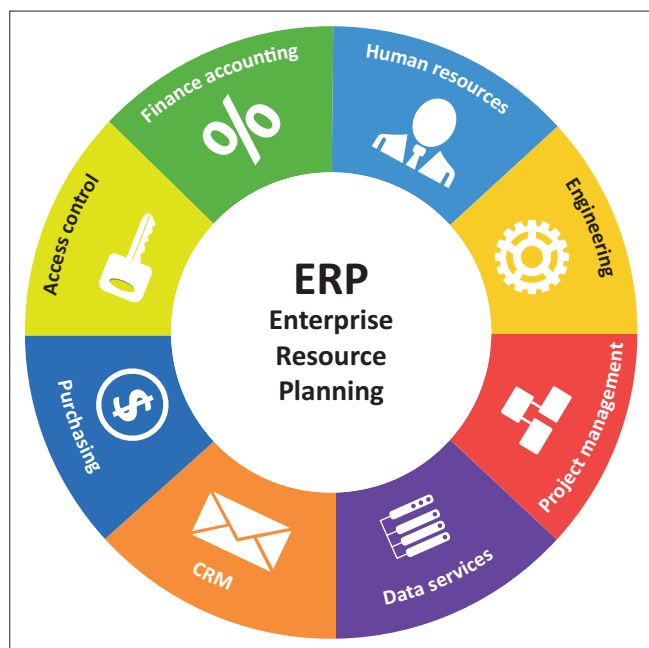 ERP
Enterprise
Resource
Planning
Finance accounting
Human resources
Engineering
Project management
Data services
CRM
Purchasing
Access control